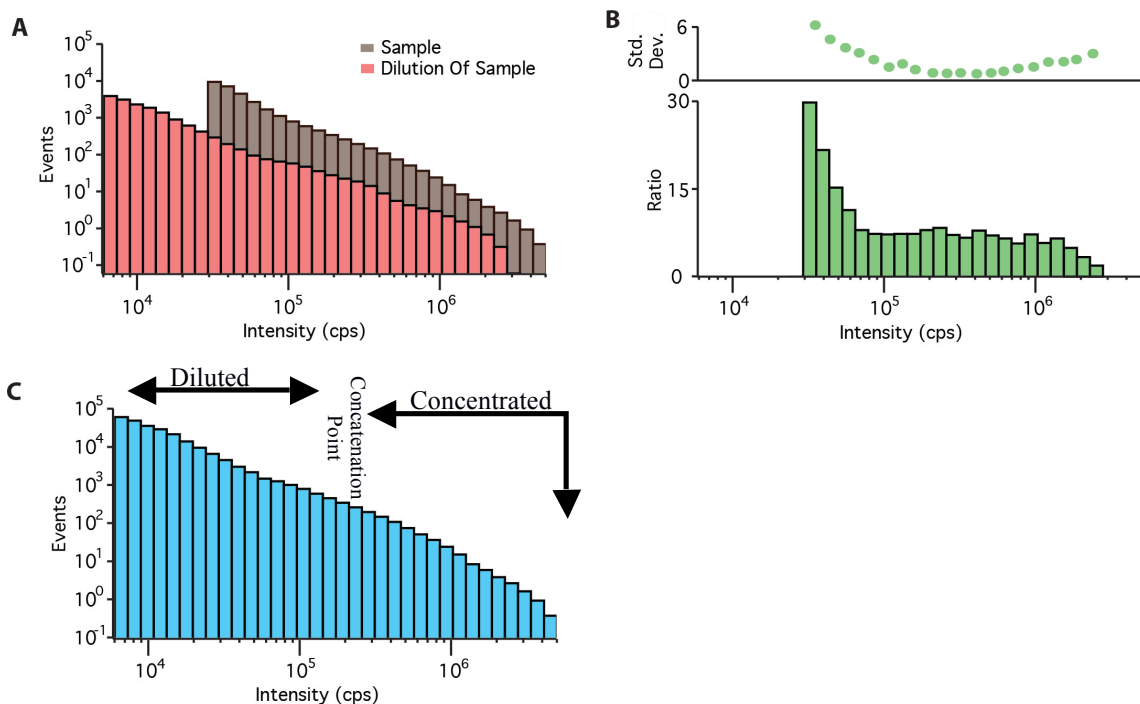 A
Sample
Dilution Of Sample
10^5
10^4
10^3
10^2
10^1
10^0
10^-1
Events
10^4
10^5
10^6
Intensity (cps)
B
Std.
Dev.
6
0
Ratio
30
15
0
10^4
10^5
10^6
Intensity (cps)
C
Diluted
Concatenation
Point
Concentrated
10^5
10^4
10^3
10^2
10^1
10^0
10^-1
Events
10^4
10^5
10^6
Intensity (cps)